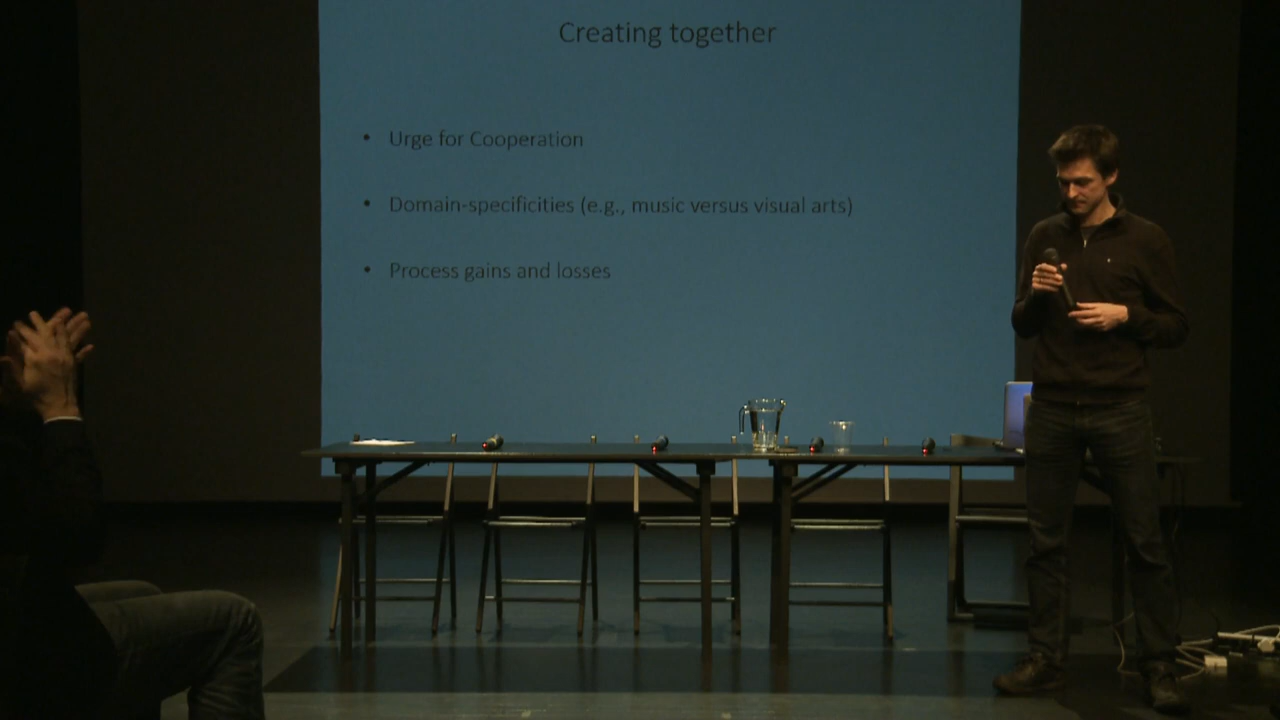 Creating together
• Urge for Cooperation
• Domain-specificities (e.g., music versus visual arts)
• Process gains and losses